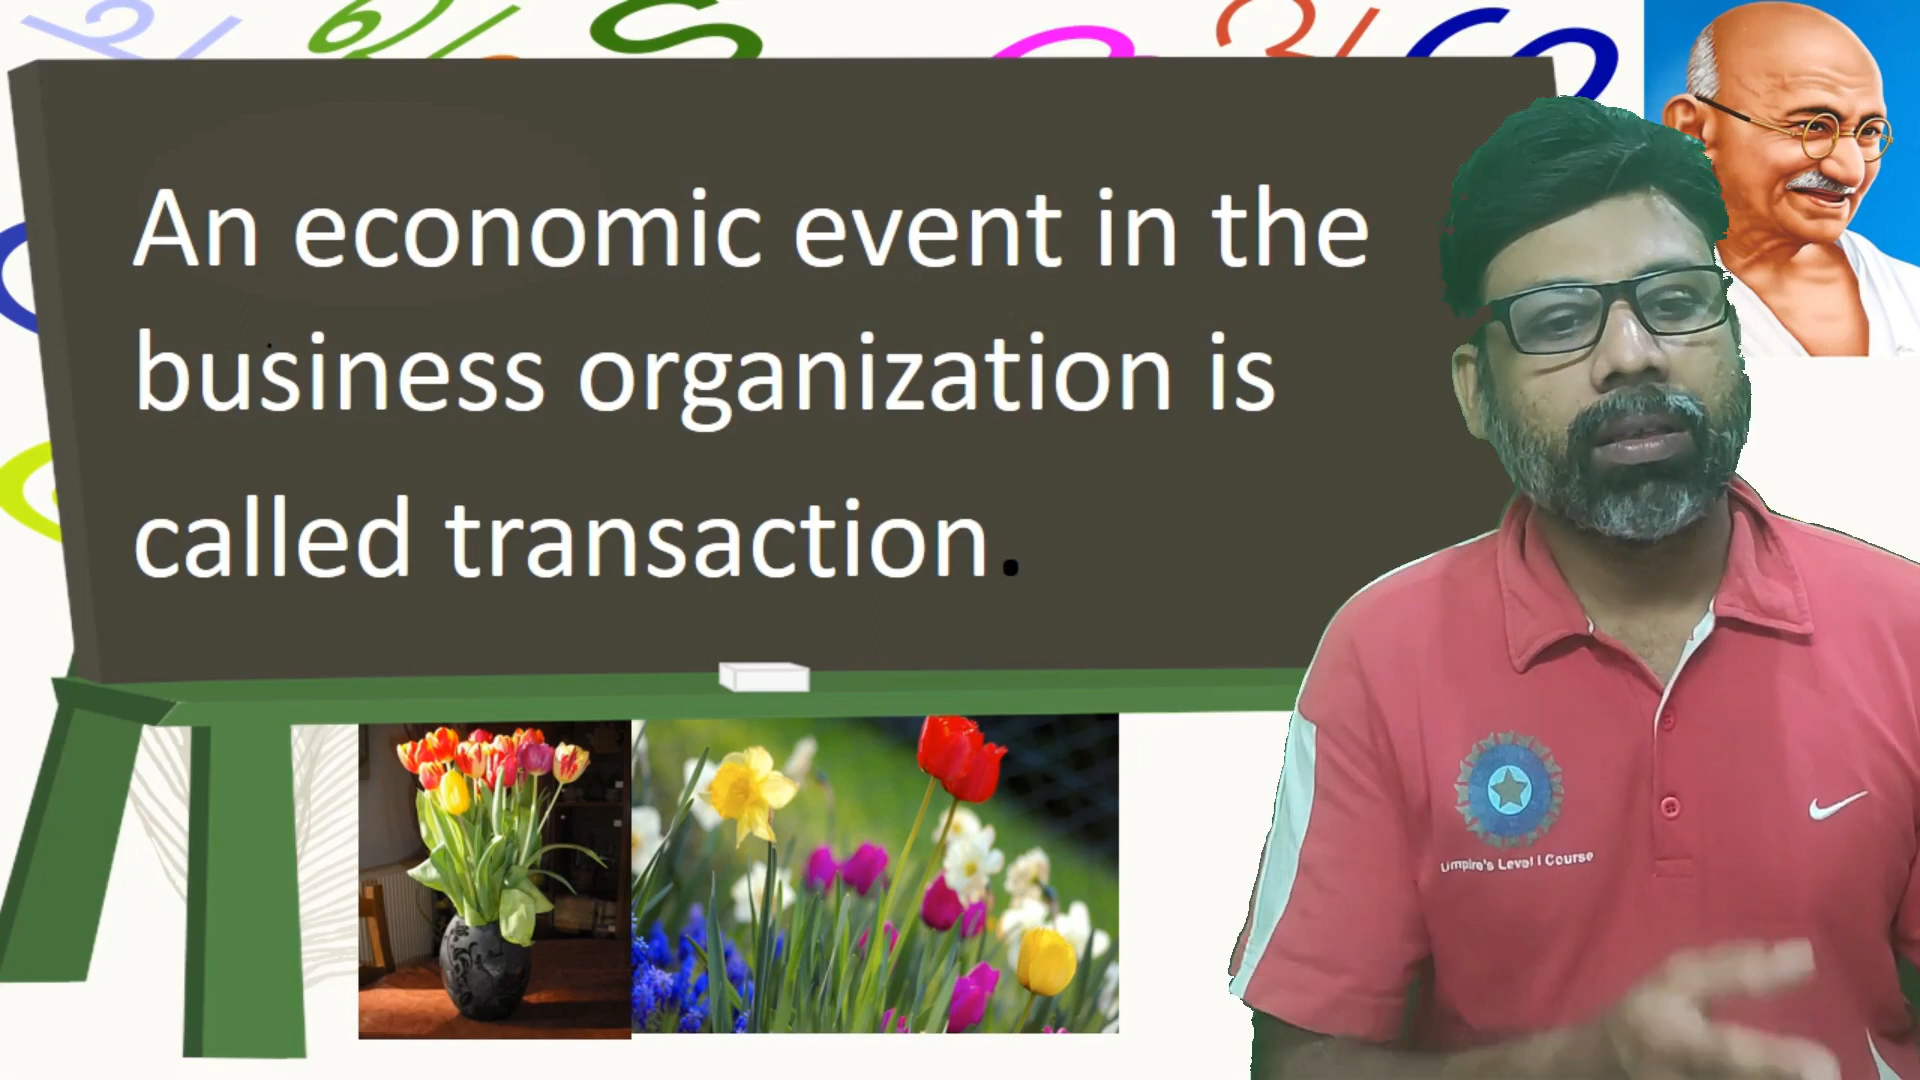 An economic event in the
business organization is
called transaction.
Umpire's Level I Course